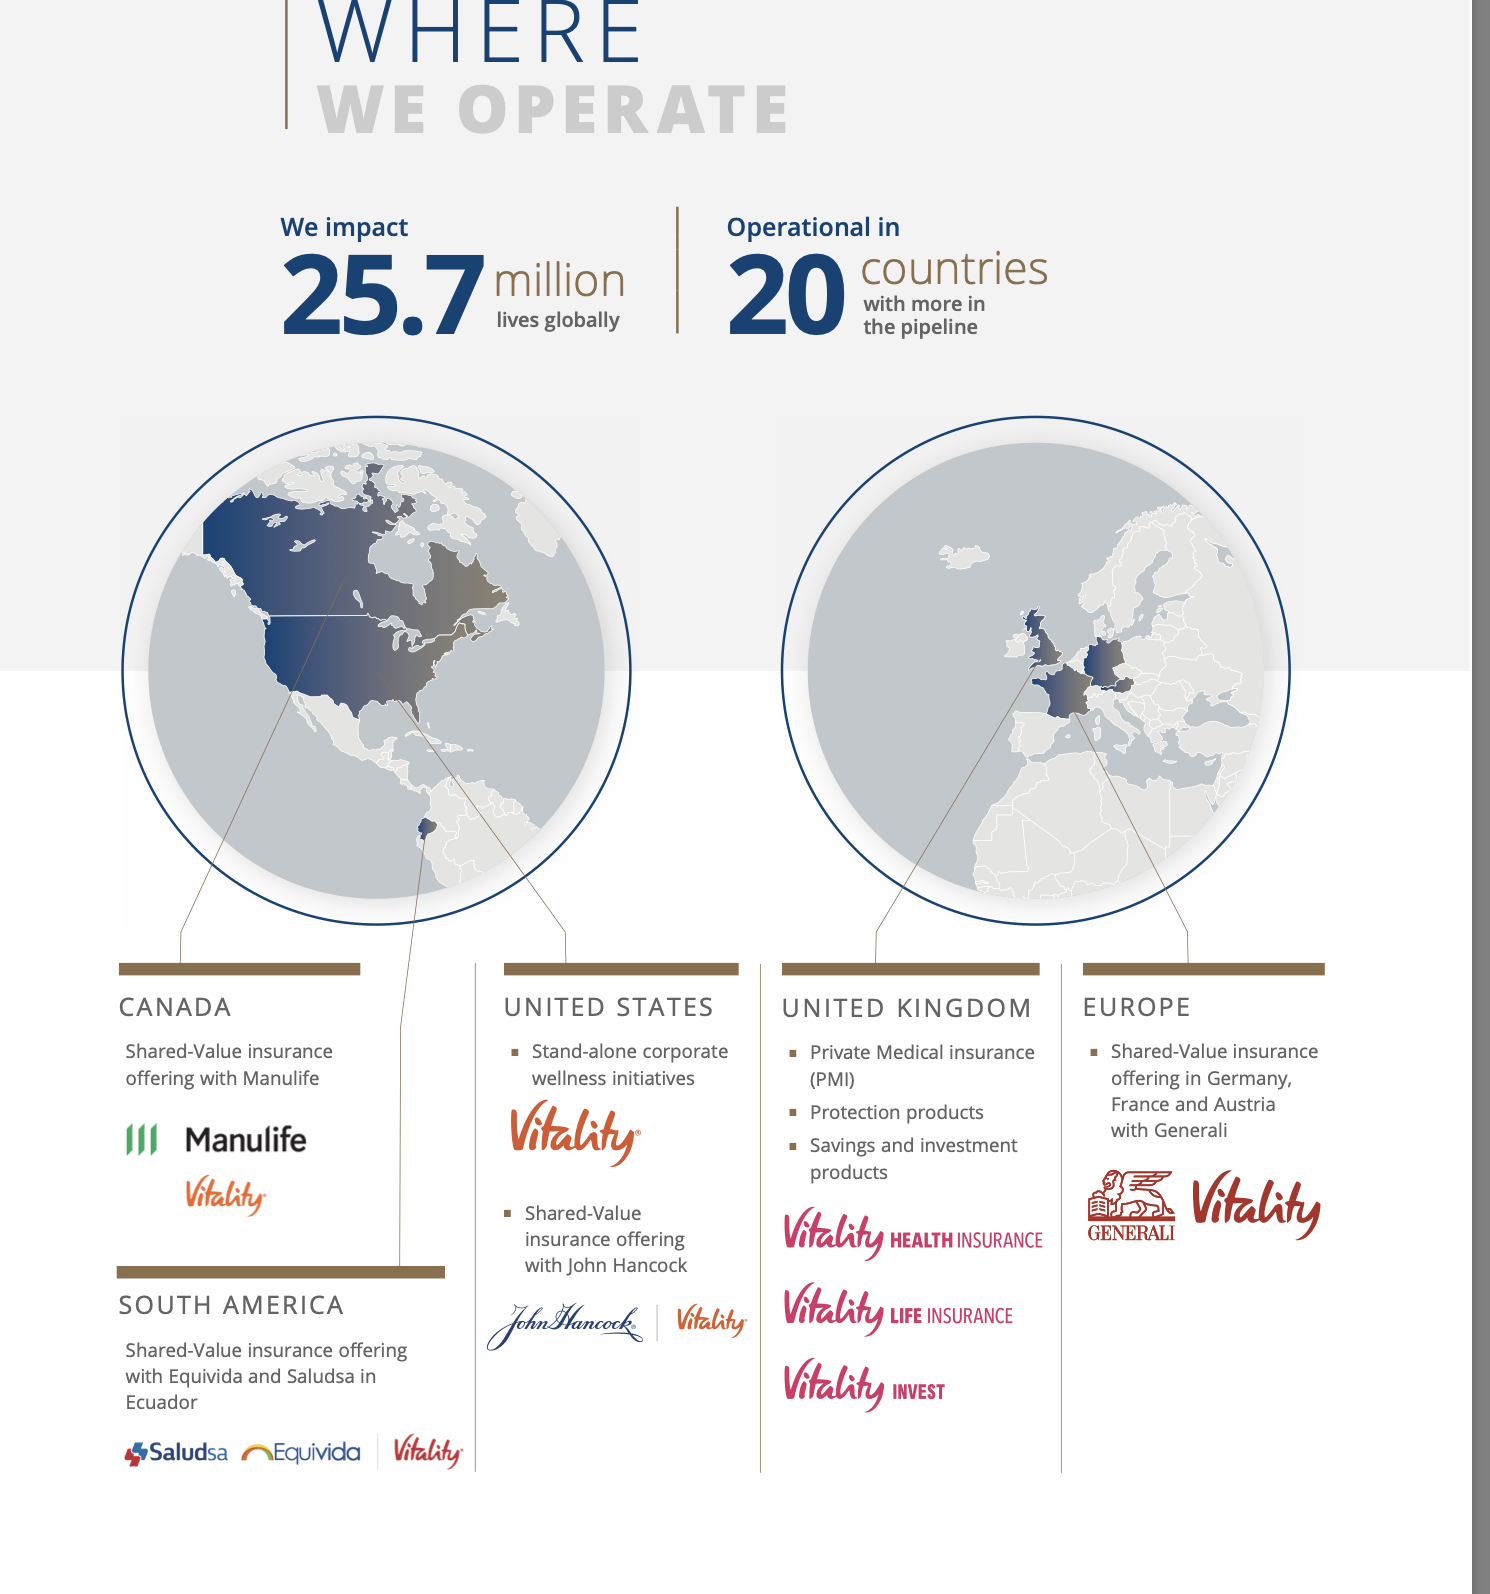 WHERE
WE OPERATE
We impact
25.7 million
lives globally
Operational in
20 countries
with more in
the pipeline
CANADA
Shared-Value insurance
offering with Manulife
Manulife
Vitality
SOUTH AMERICA
Shared-Value insurance offering
with Equivida and Saludsa in
Ecuador
Saludsa Equivida Vitality
UNITED STATES
▪ Stand-alone corporate
wellness initiatives
Vitality®
▪ Shared-Value
insurance offering
with John Hancock
John Hancock® Vitality
UNITED KINGDOM
▪ Private Medical insurance
(PMI)
▪ Protection products
▪ Savings and investment
products
Vitality HEALTH INSURANCE
Vitality LIFE INSURANCE
Vitality INVEST
EUROPE
▪ Shared-Value insurance
offering in Germany,
France and Austria
with Generali
GENERALI Vitality